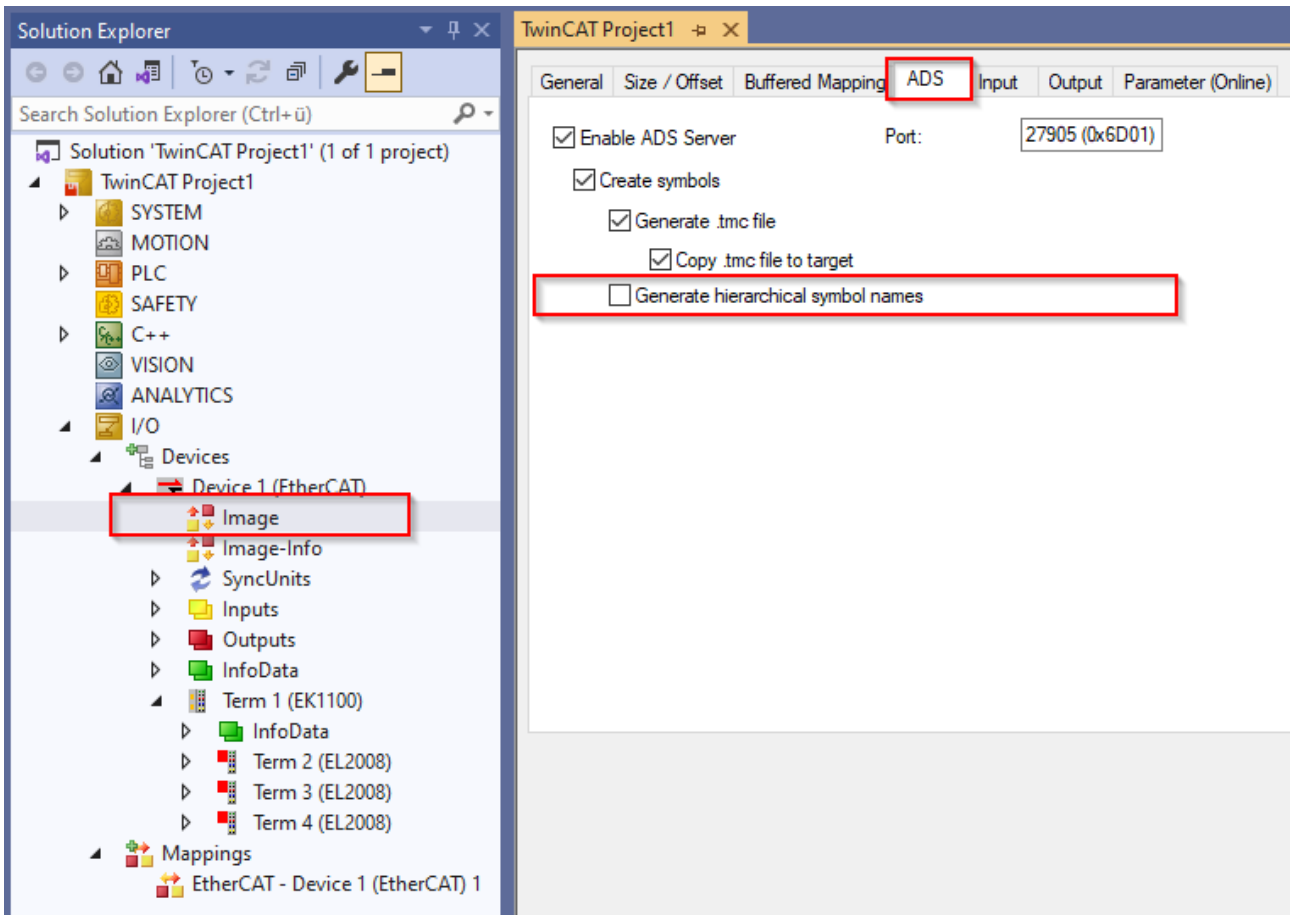 Solution Explorer
Search Solution Explorer (Ctrl+ü)
Solution 'TwinCAT Project1' (1 of 1 project)
TwinCAT Project1
SYSTEM
MOTION
PLC
SAFETY
C++
VISION
ANALYTICS
I/O
Devices
Device 1 (EtherCAT)
Image
Image-Info
SyncUnits
Inputs
Outputs
InfoData
Term 1 (EK1100)
InfoData
Term 2 (EL2008)
Term 3 (EL2008)
Term 4 (EL2008)
Mappings
EtherCAT - Device 1 (EtherCAT) 1
TwinCAT Project1
General Size / Offset Buffered Mapping ADS Input Output Parameter (Online)
Enable ADS Server Port: 27905 (0x6D01)
Create symbols
Generate .tmc file
Copy .tmc file to target
Generate hierarchical symbol names